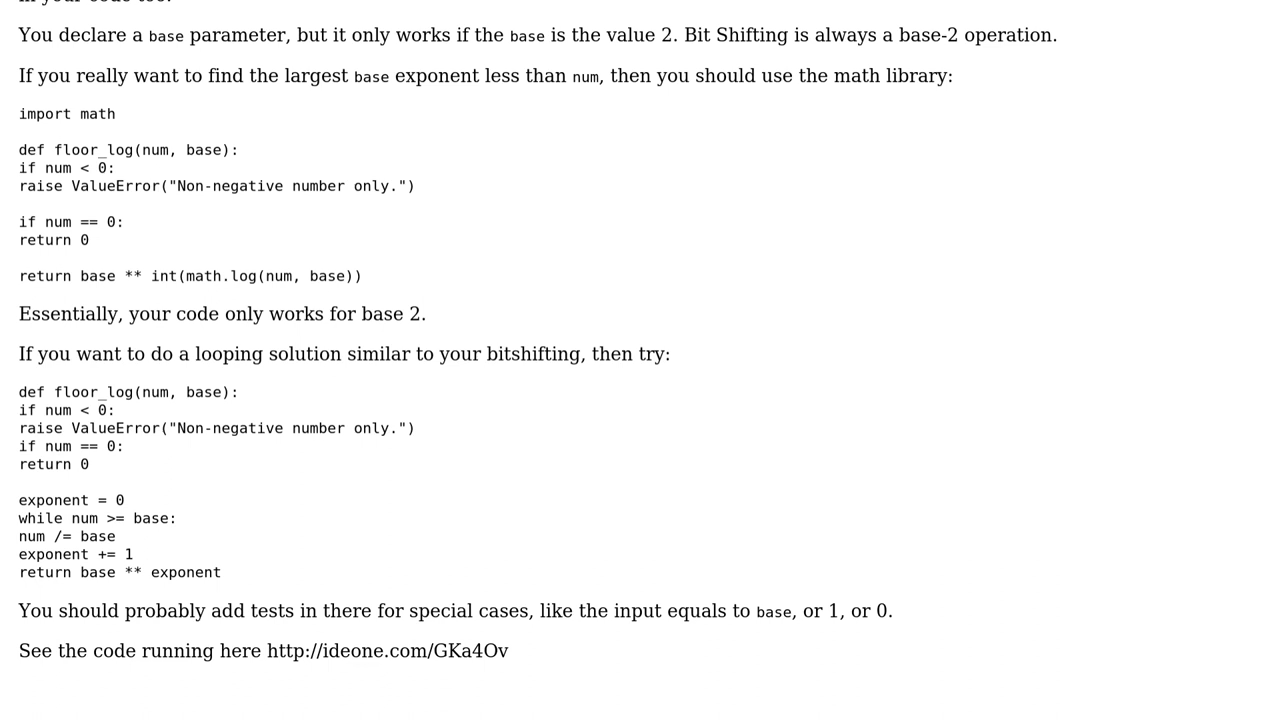 in your code too.
You declare a base parameter, but it only works if the base is the value 2. Bit Shifting is always a base-2 operation.
If you really want to find the largest base exponent less than num, then you should use the math library:
import math
def floor_log(num, base):
if num < 0:
raise ValueError("Non-negative number only.")
if num == 0:
return 0
return base ** int(math.log(num, base))
Essentially, your code only works for base 2.
If you want to do a looping solution similar to your bitshifting, then try:
def floor_log(num, base):
if num < 0:
raise ValueError("Non-negative number only.")
if num == 0:
return 0
exponent = 0
while num >= base:
num /= base
exponent += 1
return base ** exponent
You should probably add tests in there for special cases, like the input equals to base, or 1, or 0.
See the code running here http://ideone.com/GKa4Ov